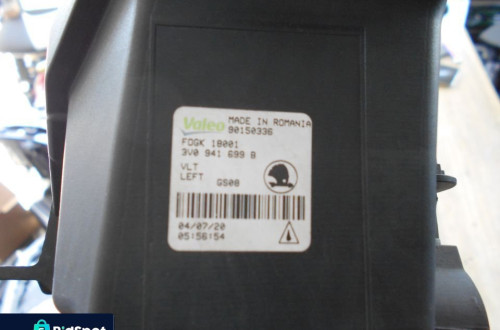 Valeo
MADE IN ROMANIA
90150336
FDGK 18001
3V0 941 699 B
VLT
LEFT GS08
04/07/20
05:56:54
BidSpot